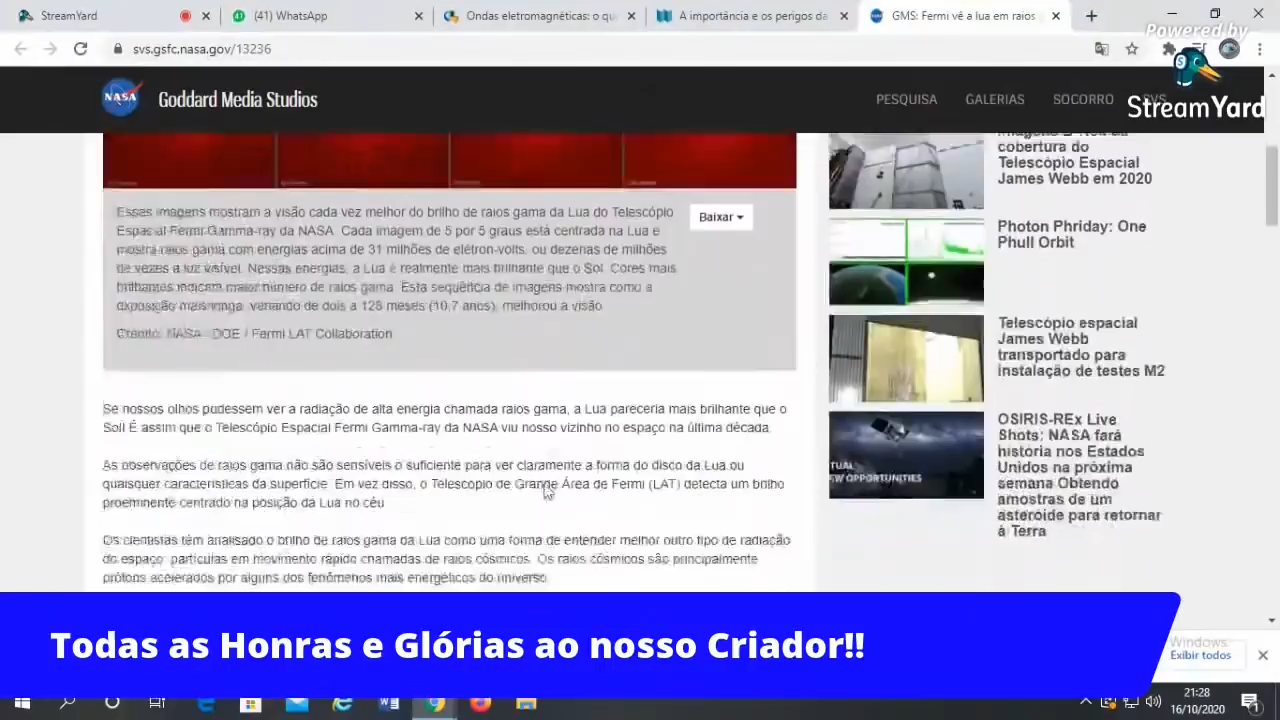 StreamYard
(41) WhatsApp
Ondas eletromagnéticas: o qu
A importância e os perigos da
GMS: Fermi vê a lua em raios
svs.gsfc.nasa.gov/13236
Powered by
StreamYard
NASA
Goddard Media Studios
PESQUISA
GALERIAS
SOCORRO
SVS
Essas imagens mostram a visão cada vez melhor do brilho de raios gama da Lua do Telescópio
Espacial Fermi Gamma-ray da NASA. Cada imagem de 5 por 5 graus está centrada na Lua e
mostra raios gama com energias acima de 31 milhões de elétron-volts, ou dezenas de milhões
de vezes a luz visível. Nessas energias, a Lua é realmente mais brilhante que o Sol. Cores mais
brilhantes indicam maior número de raios gama. Esta sequência de imagens mostra como a
exposição mais longa, variando de dois a 128 meses (10,7 anos), melhorou a visão.
Crédito: NASA / DOE / Fermi LAT Collaboration
Baixar
Se nossos olhos pudessem ver a radiação de alta energia chamada raios gama, a Lua pareceria mais brilhante que o
Sol! É assim que o Telescópio Espacial Fermi Gamma-ray da NASA viu nosso vizinho no espaço na última década.
As observações de raios gama não são sensíveis o suficiente para ver claramente a forma do disco da Lua ou
quaisquer características da superfície. Em vez disso, o Telescópio de Grande Área de Fermi (LAT) detecta um brilho
proeminente centrado na posição da Lua no céu.
Os cientistas têm analisado o brilho de raios gama da Lua como uma forma de entender melhor outro tipo de radiação
do espaço: partículas em movimento rápido chamadas de raios cósmicos. Os raios cósmicos são principalmente
prótons acelerados por alguns dos fenômenos mais energéticos do universo
cobertura do
Telescópio Espacial
James Webb em 2020
Photon Phriday: One
Phull Orbit
Telescópio espacial
James Webb
transportado para
instalação de testes M2
OSIRIS-REx Live
Shots: NASA fará
história nos Estados
Unidos na próxima
semana Obtendo
amostras de um
asteroide para retornar
à Terra
TUAL
EW OPPORTUNITIES
Todas as Honras e Glórias ao nosso Criador!!
Windows.
Exibir todos
21:28
16/10/2020